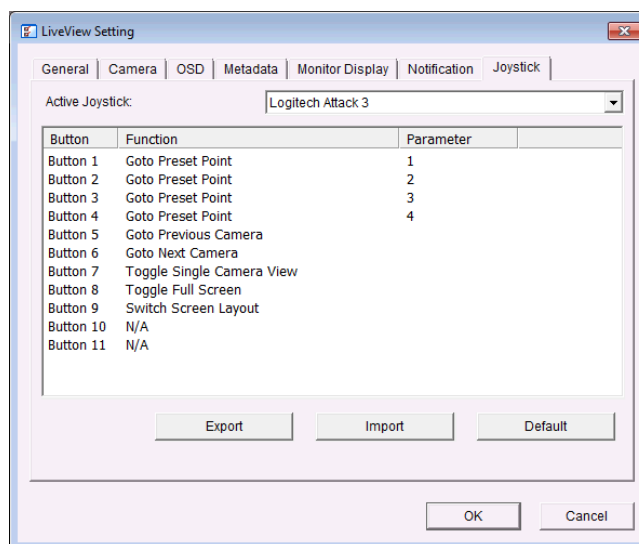 LiveView Setting
General Camera OSD Metadata Monitor Display Notification Joystick
Active Joystick: Logitech Attack 3
Button Function Parameter
Button 1 Goto Preset Point 1
Button 2 Goto Preset Point 2
Button 3 Goto Preset Point 3
Button 4 Goto Preset Point 4
Button 5 Goto Previous Camera
Button 6 Goto Next Camera
Button 7 Toggle Single Camera View
Button 8 Toggle Full Screen
Button 9 Switch Screen Layout
Button 10 N/A
Button 11 N/A
Export Import Default
OK Cancel